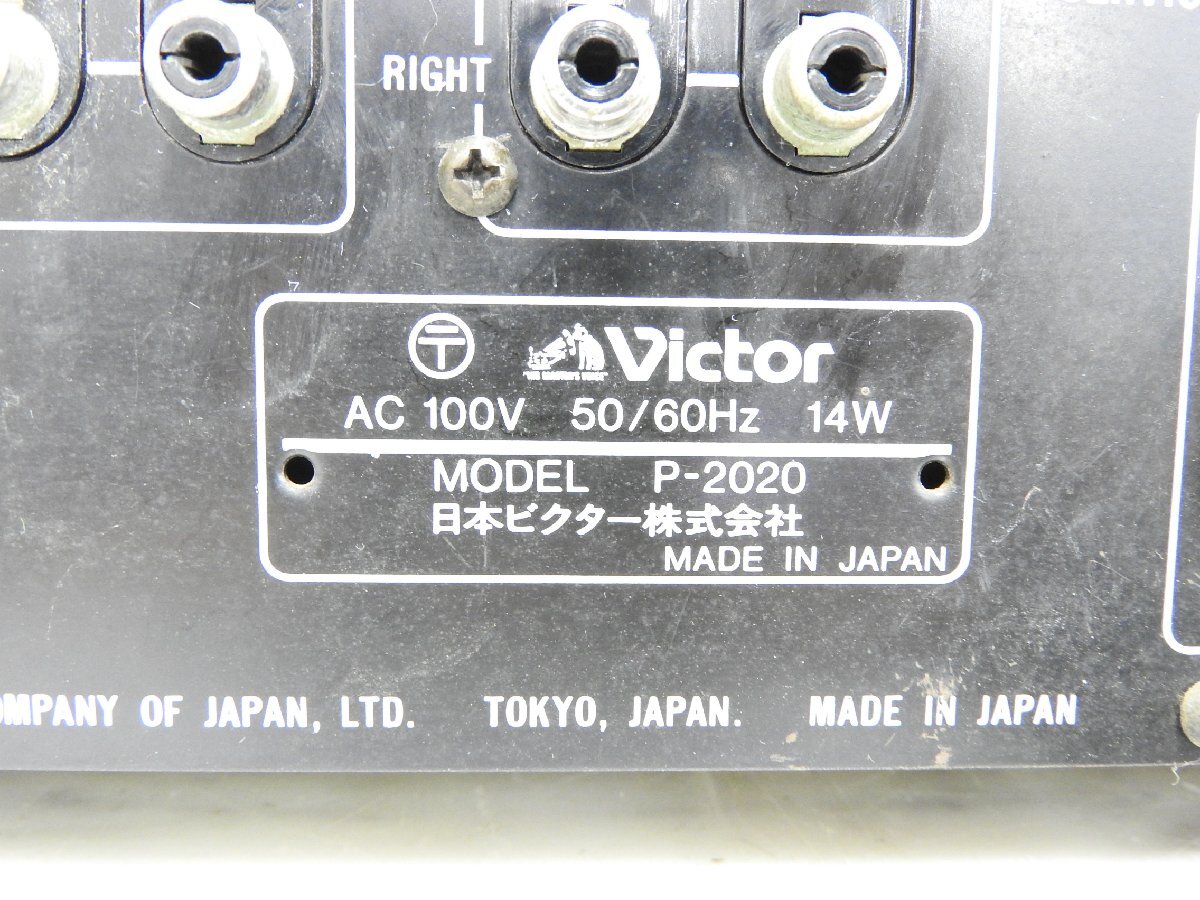 RIGHT
〒 Victor
AC 100V 50/60Hz 14W
MODEL P-2020
日本ビクター株式会社
MADE IN JAPAN
OMPANY OF JAPAN, LTD. TOKYO, JAPAN. MADE IN JAPAN